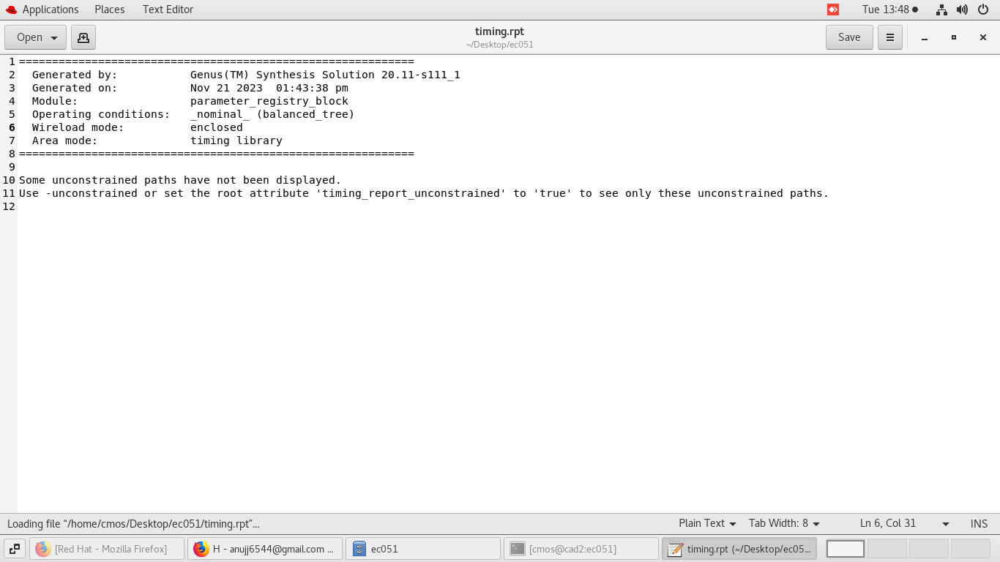 Applications Places Text Editor Tue 13:48
Open timing.rpt Save
~/Desktop/ec051
1 ============================================================
2   Generated by:           Genus(TM) Synthesis Solution 20.11-s111_1
3   Generated on:           Nov 21 2023  01:43:38 pm
4   Module:                 parameter_registry_block
5   Operating conditions:   _nominal_ (balanced_tree)
6   Wireload mode:          enclosed
7   Area mode:              timing library
8 ============================================================
9
10 Some unconstrained paths have not been displayed.
11 Use -unconstrained or set the root attribute 'timing_report_unconstrained' to 'true' to see only these unconstrained paths.
12
Loading file “/home/cmos/Desktop/ec051/timing.rpt”... Plain Text Tab Width: 8 Ln 6, Col 31 INS
[Red Hat - Mozilla Firefox] H - anujj6544@gmail.com ... ec051 [cmos@cad2:ec051] timing.rpt (~/Desktop/ec05...